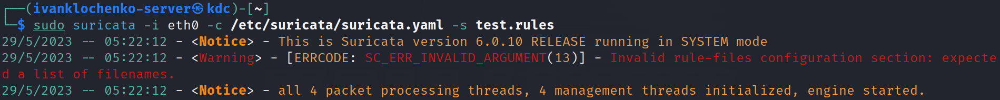 ┌──(ivanklochenko-server㉿kdc)-[~]
└─$ sudo suricata -i eth0 -c /etc/suricata/suricata.yaml -s test.rules
29/5/2023 -- 05:22:12 - <Notice> - This is Suricata version 6.0.10 RELEASE running in SYSTEM mode
29/5/2023 -- 05:22:12 - <Warning> - [ERRCODE: SC_ERR_INVALID_ARGUMENT(13)] - Invalid rule-files configuration section: expecte
d a list of filenames.
29/5/2023 -- 05:22:12 - <Notice> - all 4 packet processing threads, 4 management threads initialized, engine started.